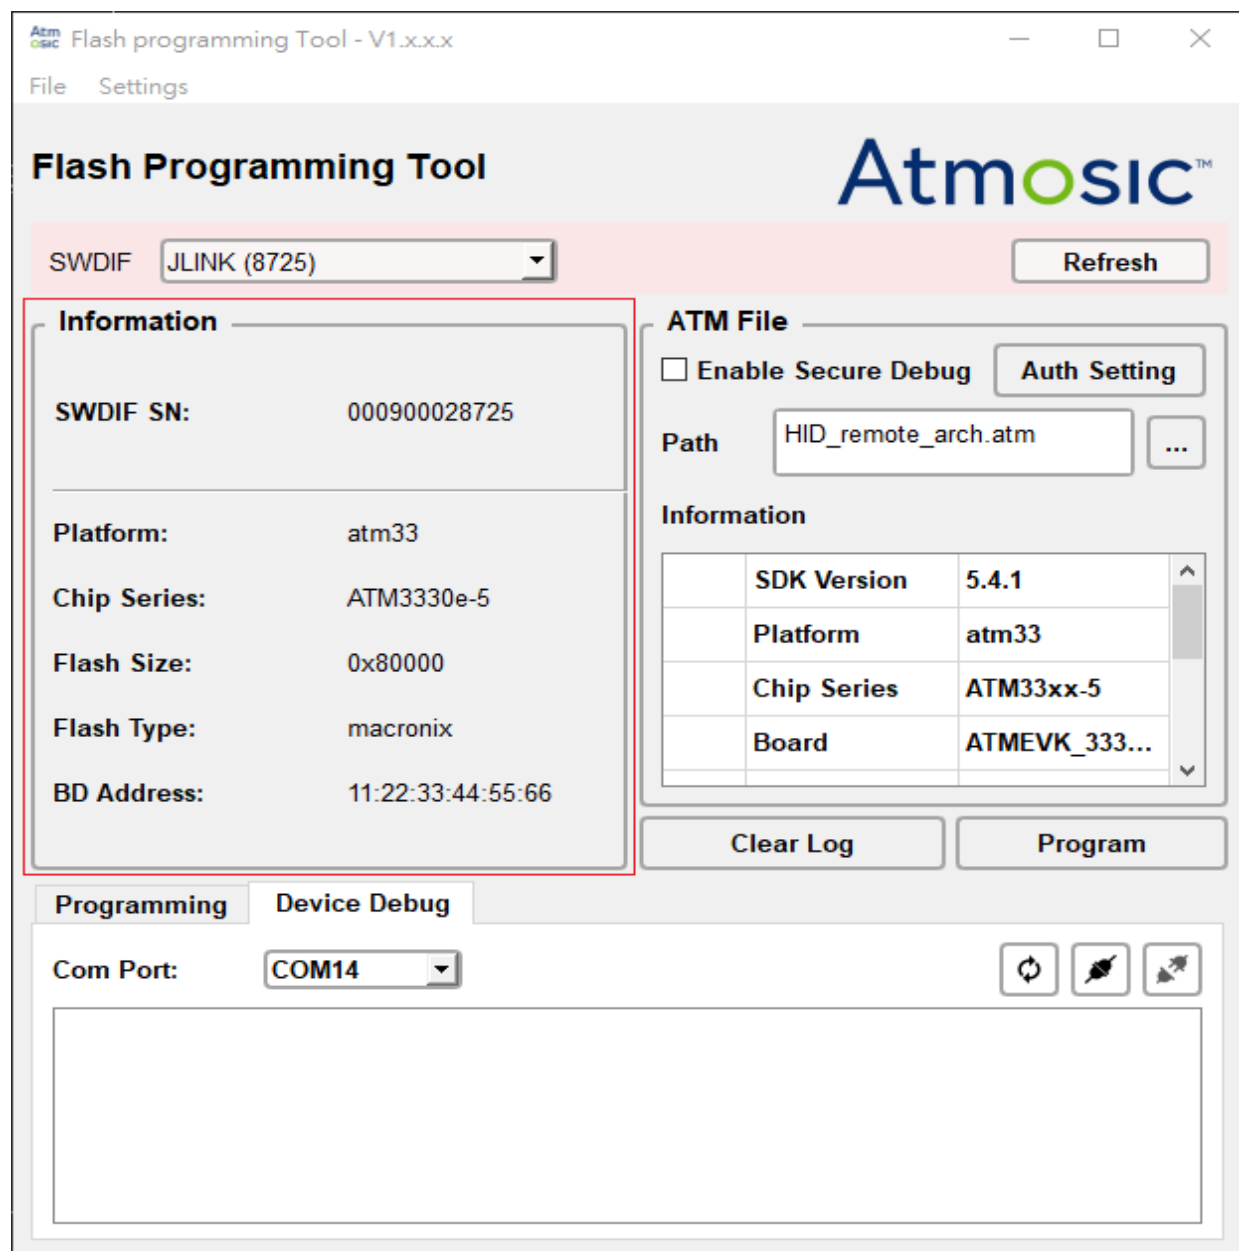 Atmosic Flash programming Tool - V1.x.x.x
File Settings
Flash Programming Tool
Atmosic™
SWDIF JLINK (8725) Refresh
Information
SWDIF SN: 000900028725
Platform: atm33
Chip Series: ATM3330e-5
Flash Size: 0x80000
Flash Type: macronix
BD Address: 11:22:33:44:55:66
ATM File
Enable Secure Debug Auth Setting
Path HID_remote_arch.atm ...
Information
SDK Version 5.4.1
Platform atm33
Chip Series ATM33xx-5
Board ATMEVK_333...
Clear Log Program
Programming Device Debug
Com Port: COM14